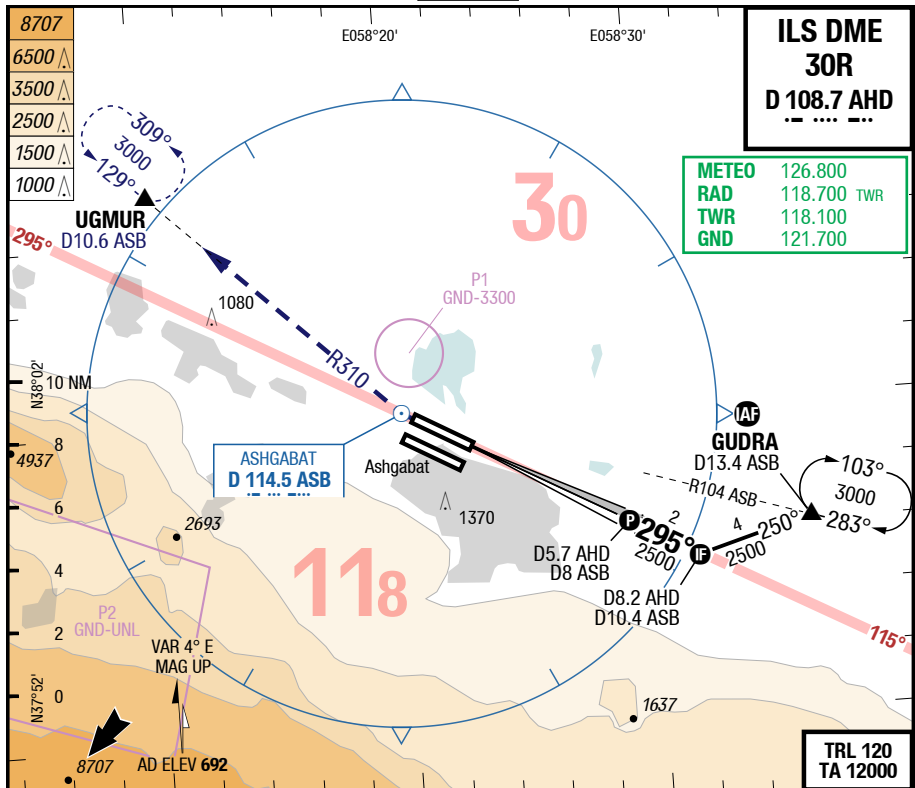 8707
6500
3500
2500
1500
1000
E058°20'
E058°30'
ILS DME
30R
D 108.7 AHD
METEO 126.800
RAD 118.700 TWR
TWR 118.100
GND 121.700
309°
3000
129°
UGMUR
D10.6 ASB
295°
30
P1
GND-3300
1080
R310
N38°02'
10 NM
8
6
4
2
0
N37°52'
4937
ASHGABAT
D 114.5 ASB
Ashgabat
1370
2693
IAF
GUDRA
D13.4 ASB
R104 ASB
103°
3000
283°
P
2
295°
2500
IF
4
250°
2500
D5.7 AHD
D8 ASB
D8.2 AHD
D10.4 ASB
115°
118
P2
GND-UNL
VAR 4° E
MAG UP
1637
8707
AD ELEV 692
TRL 120
TA 12000